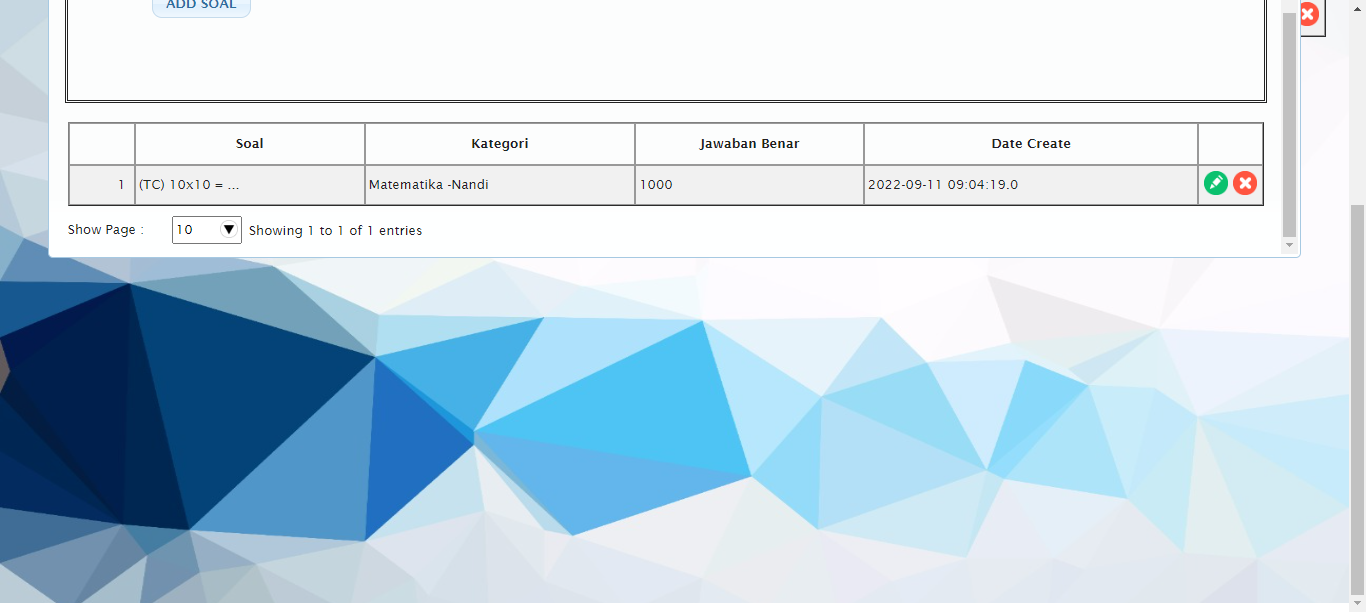 ADD SOAL
Soal Kategori Jawaban Benar Date Create
1 (TC) 10x10 = ... Matematika -Nandi 1000 2022-09-11 09:04:19.0
Show Page : 10 Showing 1 to 1 of 1 entries